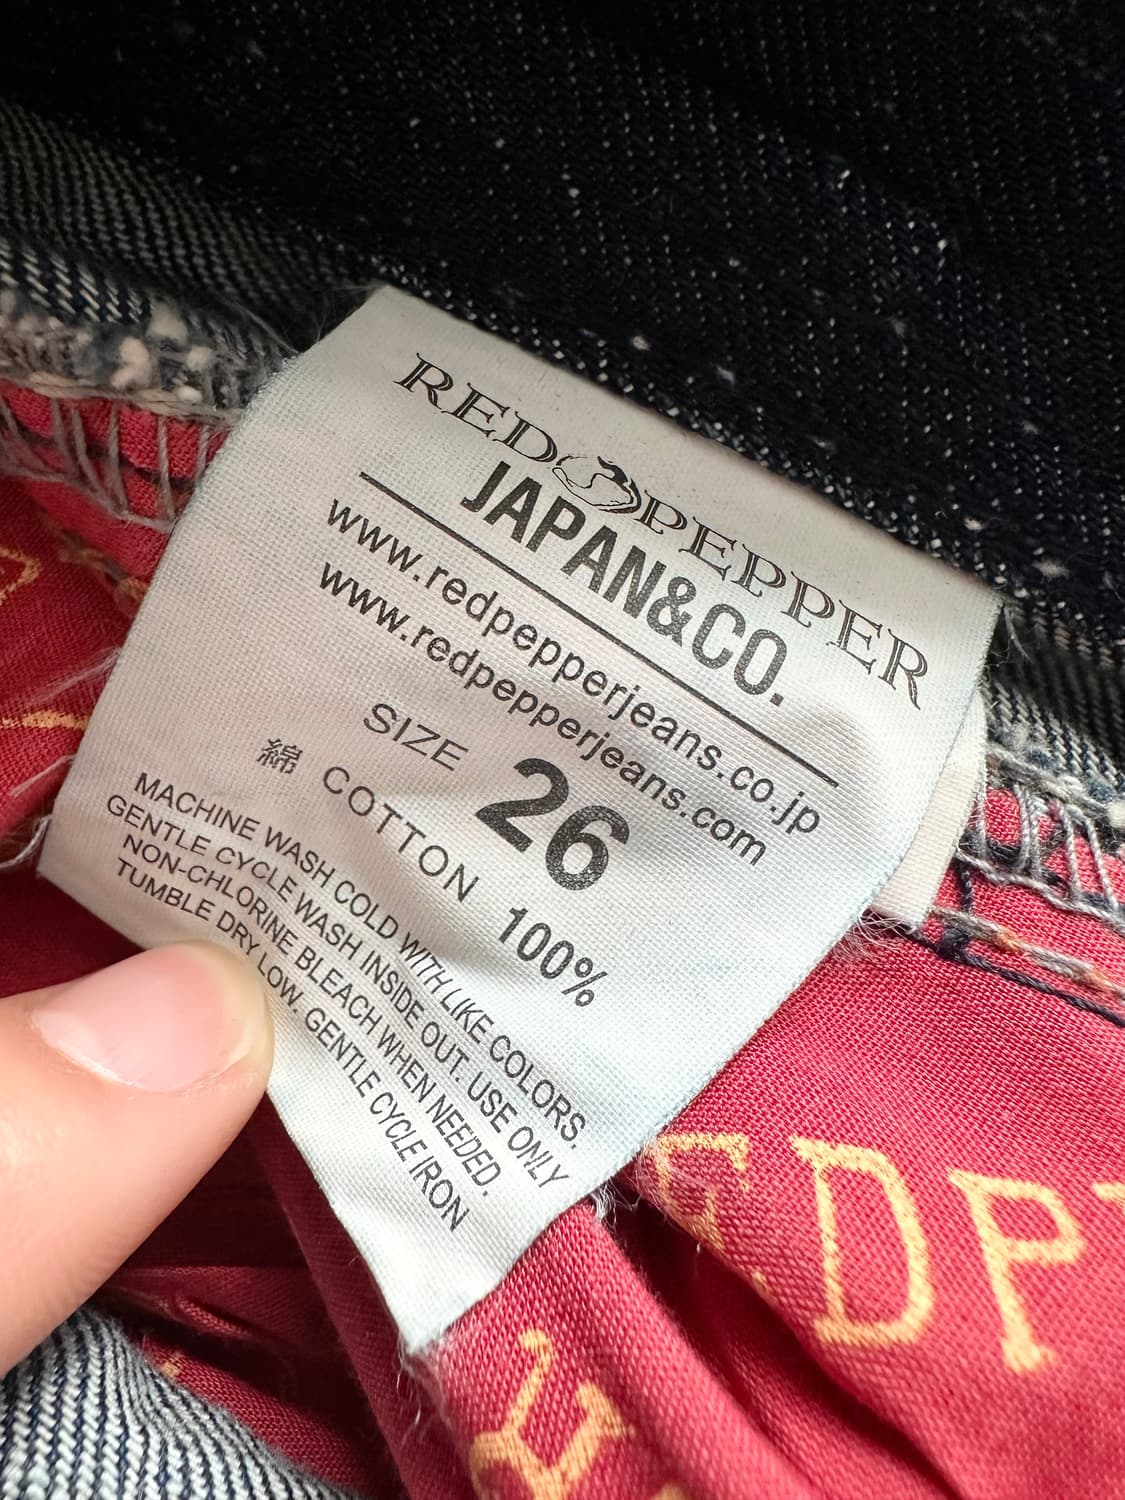 RED PEPPER
JAPAN&CO.
www.redpepperjeans.co.jp
www.redpepperjeans.com
SIZE 26
綿 COTTON 100%
MACHINE WASH COLD WITH LIKE COLORS.
GENTLE CYCLE WASH INSIDE OUT. USE ONLY
NON-CHLORINE BLEACH WHEN NEEDED.
TUMBLE DRY LOW. GENTLE CYCLE IRON
EDP